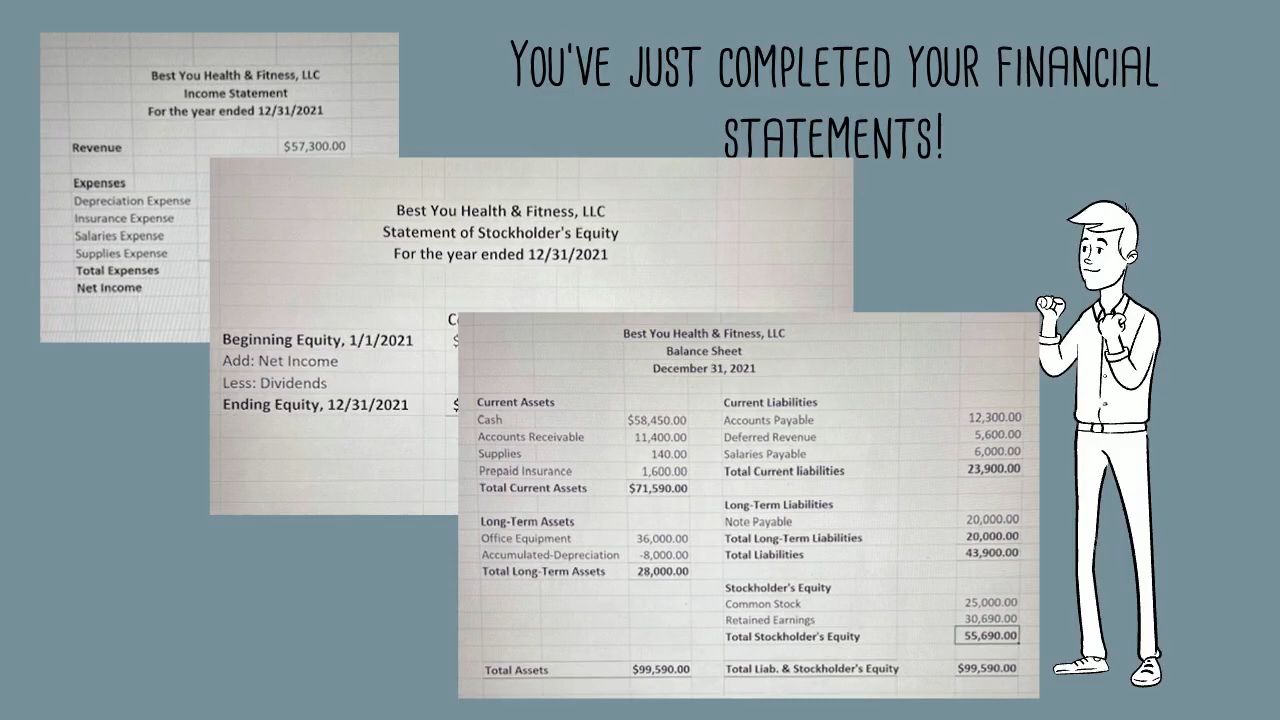 YOU'VE JUST COMPLETED YOUR FINANCIAL
STATEMENTS!
Best You Health & Fitness, LLC
Income Statement
For the year ended 12/31/2021
Revenue $57,300.00
Expenses
Depreciation Expense
Insurance Expense
Salaries Expense
Supplies Expense
Total Expenses
Net Income
Best You Health & Fitness, LLC
Statement of Stockholder's Equity
For the year ended 12/31/2021
Beginning Equity, 1/1/2021
Add: Net Income
Less: Dividends
Ending Equity, 12/31/2021
Best You Health & Fitness, LLC
Balance Sheet
December 31, 2021
Current Assets Current Liabilities
Cash $58,450.00 Accounts Payable 12,300.00
Accounts Receivable 11,400.00 Deferred Revenue 5,600.00
Supplies 140.00 Salaries Payable 6,000.00
Prepaid Insurance 1,600.00 Total Current liabilities 23,900.00
Total Current Assets $71,590.00
Long-Term Liabilities
Long-Term Assets Note Payable 20,000.00
Office Equipment 36,000.00 Total Long-Term Liabilities 20,000.00
Accumulated-Depreciation -8,000.00 Total Liabilities 43,900.00
Total Long-Term Assets 28,000.00
Stockholder's Equity
Common Stock 25,000.00
Retained Earnings 30,690.00
Total Stockholder's Equity 55,690.00
Total Assets $99,590.00 Total Liab. & Stockholder's Equity $99,590.00